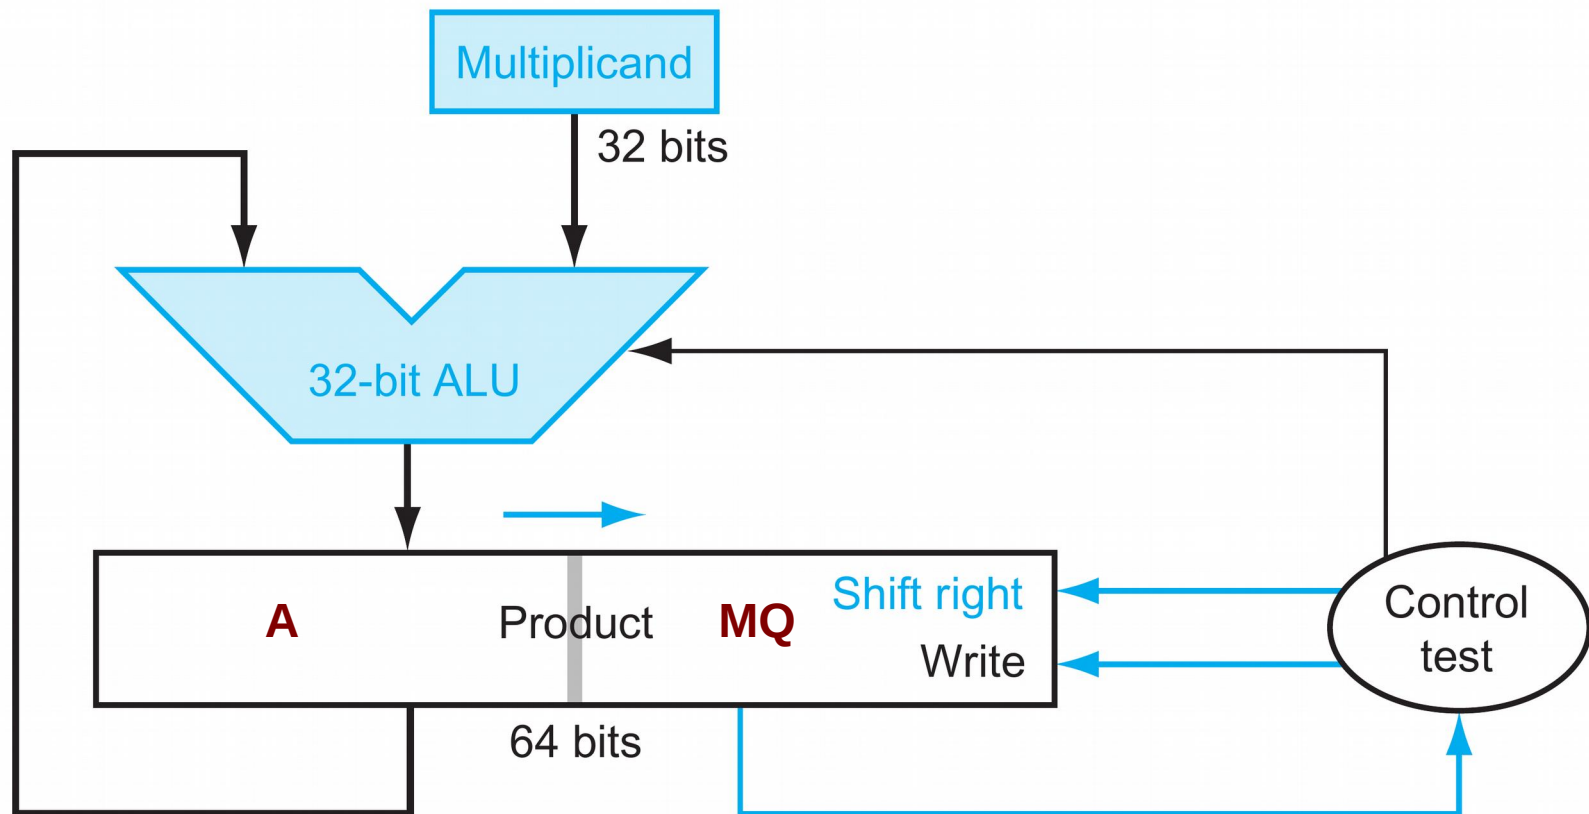 Multiplicand
32 bits
32-bit ALU
A
Product
MQ
Shift right
Write
Control
test
64 bits